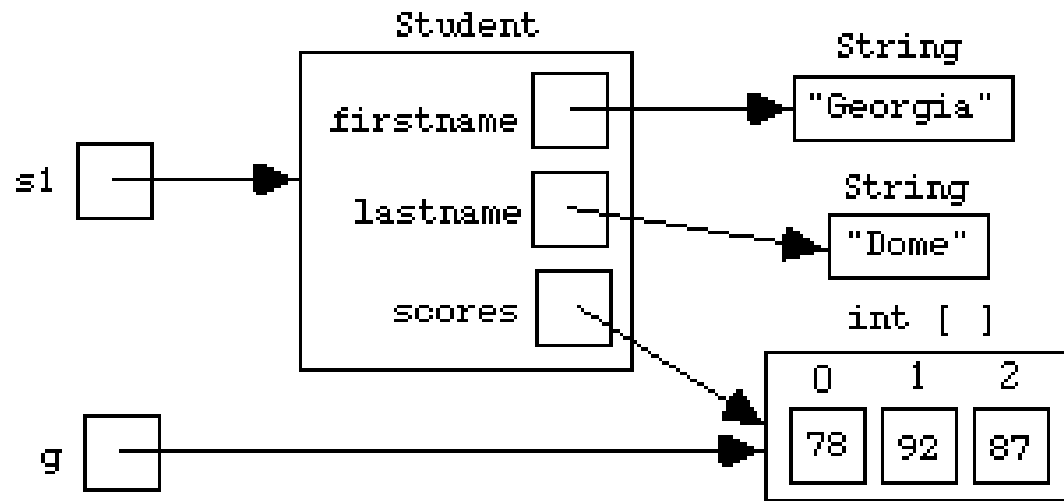 Student
String
firstname
"Georgia"
s1
String
lastname
"Dome"
scores
int [ ]
0 1 2
78 92 87
g